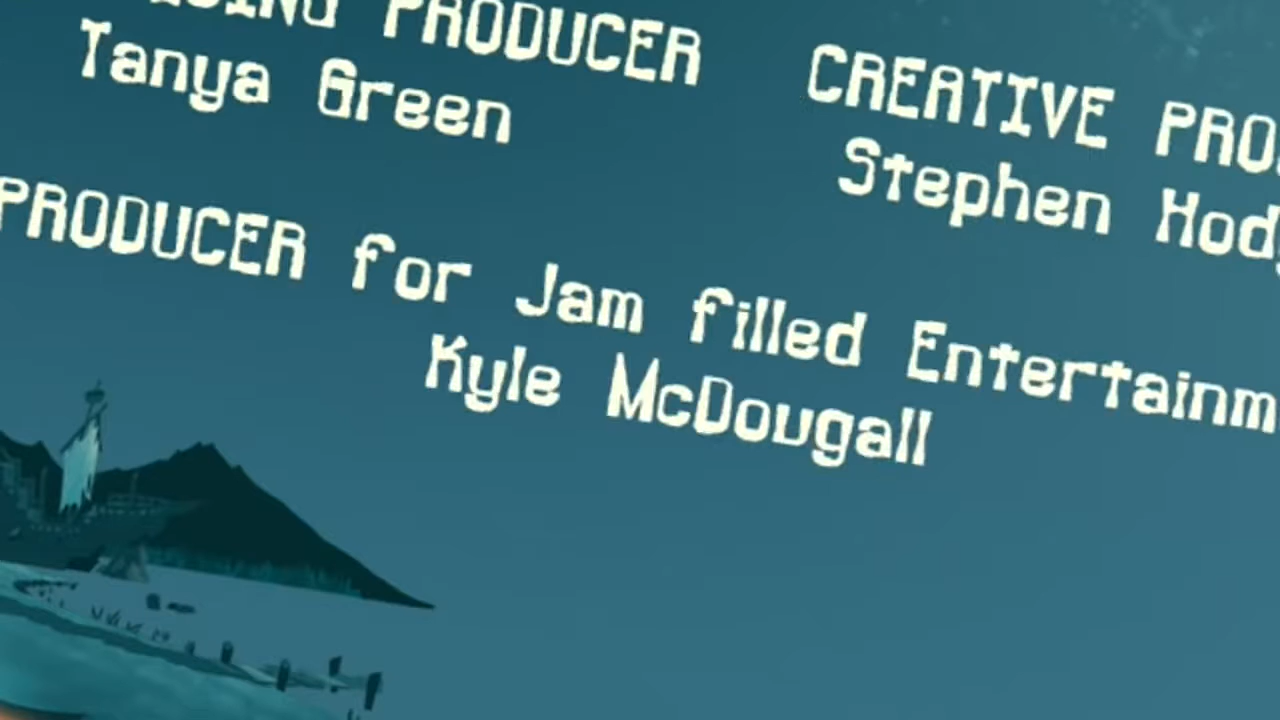 PRODUCER
Tanya Green
CREATIVE
Stephen
PRODUCER for Jam filled
Kyle McDougall